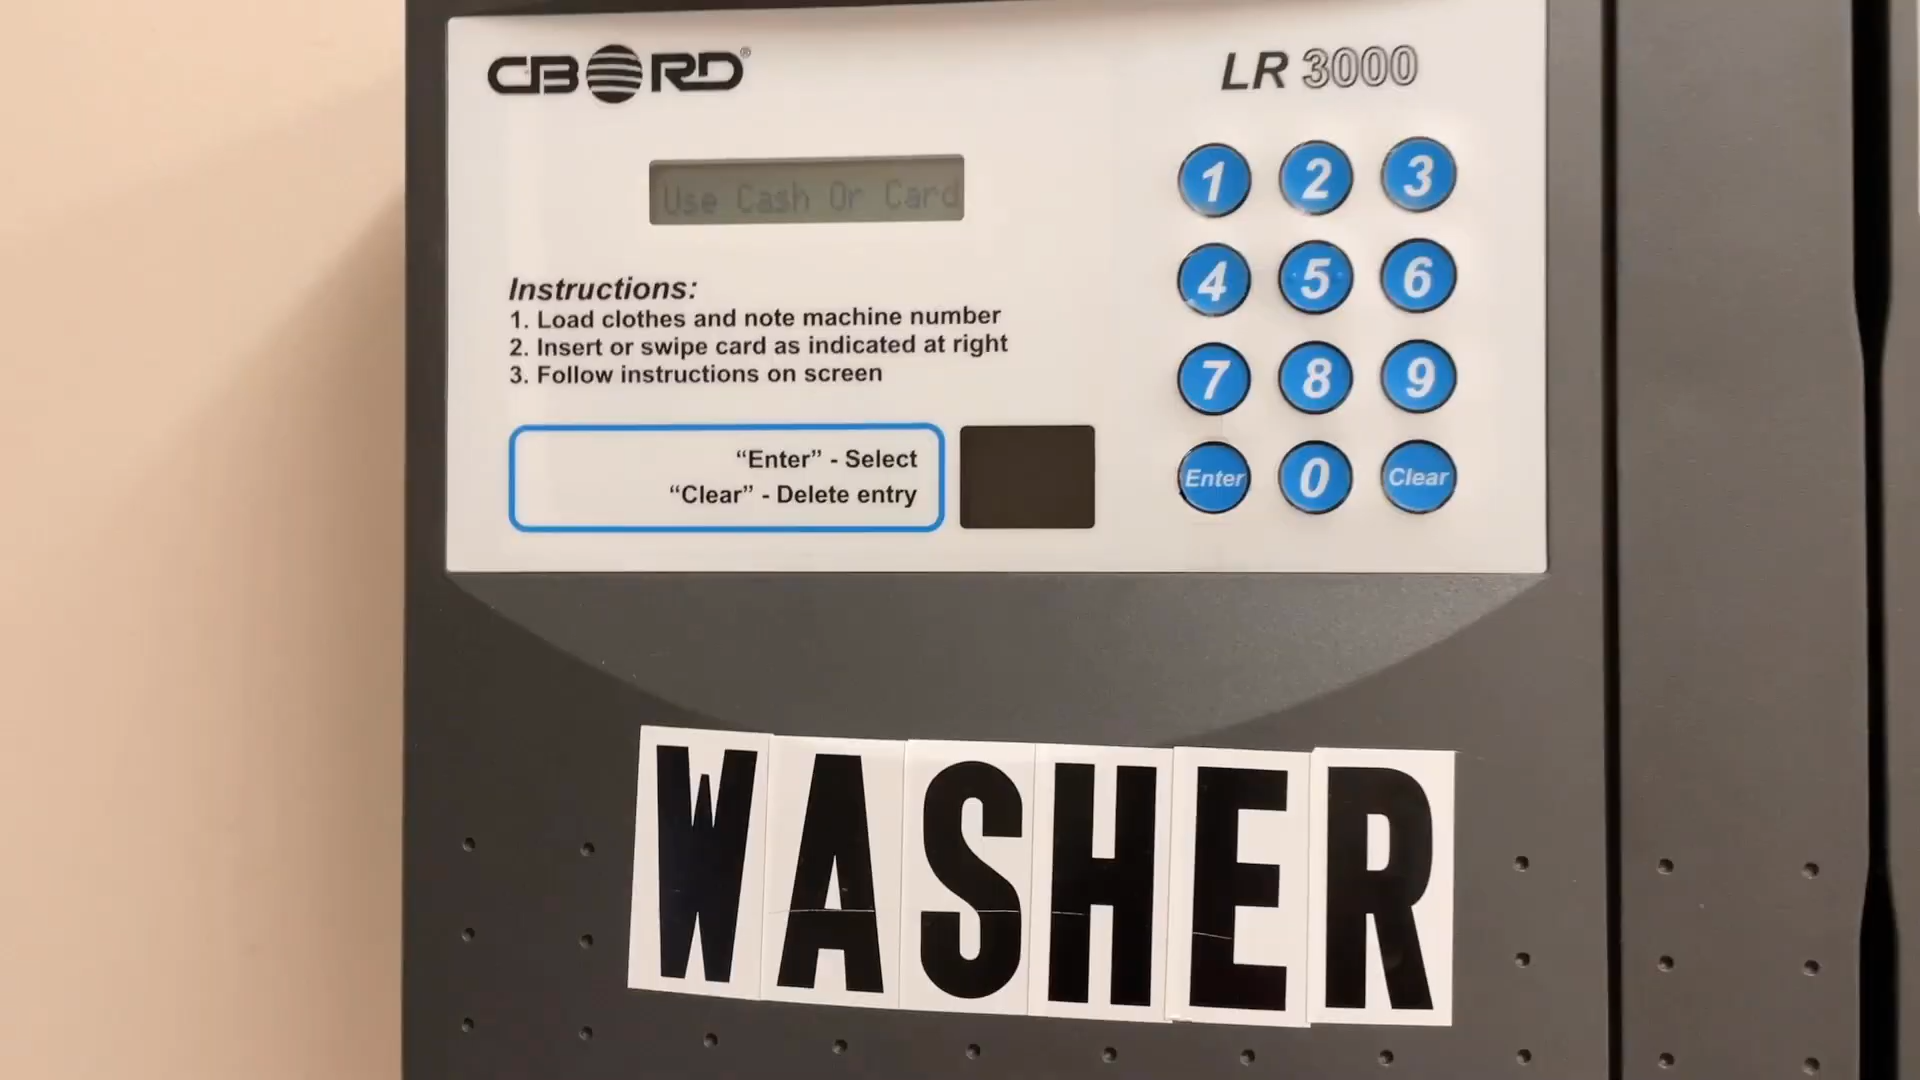 CBORD®
LR 3000
Use Cash Or Card
Instructions:
1. Load clothes and note machine number
2. Insert or swipe card as indicated at right
3. Follow instructions on screen
“Enter” - Select
“Clear” - Delete entry
1 2 3
4 5 6
7 8 9
Enter 0 Clear
WASHER